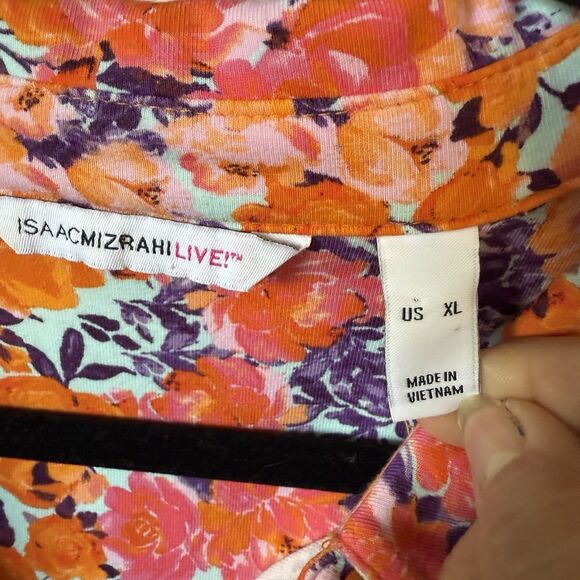 ISAACMIZRAHILIVE!™
US XL
MADE IN
VIETNAM